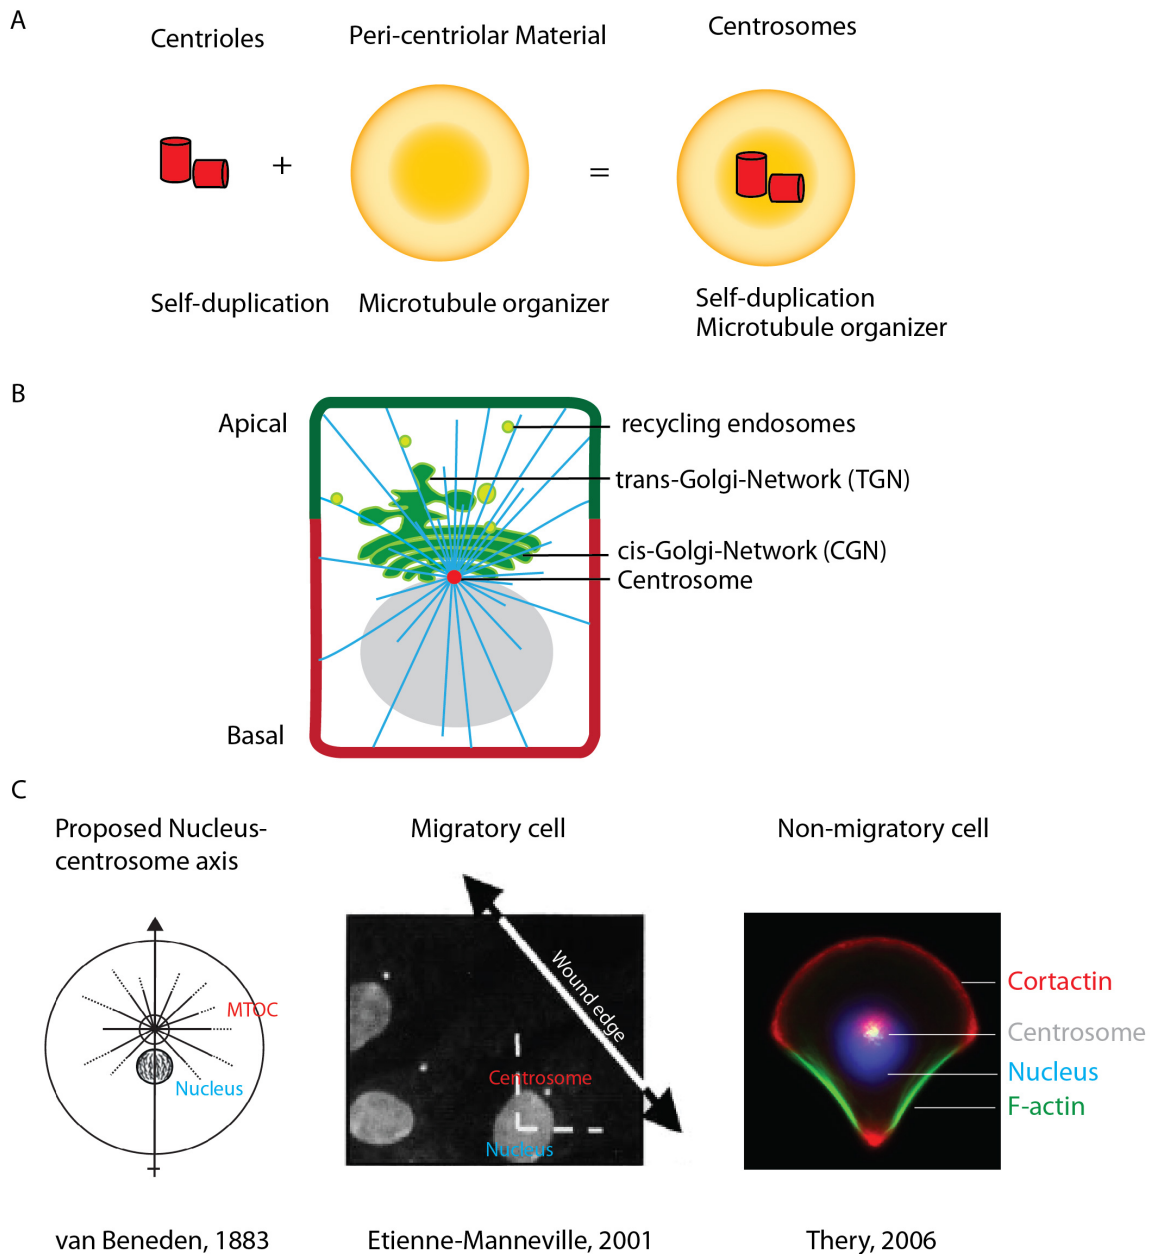 A
Centrioles
Peri-centriolar Material
Centrosomes
+
=
Self-duplication
Microtubule organizer
Self-duplication
Microtubule organizer
B
Apical
recycling endosomes
trans-Golgi-Network (TGN)
cis-Golgi-Network (CGN)
Centrosome
Basal
C
Proposed Nucleus-
centrosome axis
Migratory cell
Non-migratory cell
MTOC
Nucleus
Wound edge
Centrosome
Nucleus
Cortactin
Centrosome
Nucleus
F-actin
van Beneden, 1883
Etienne-Manneville, 2001
Thery, 2006